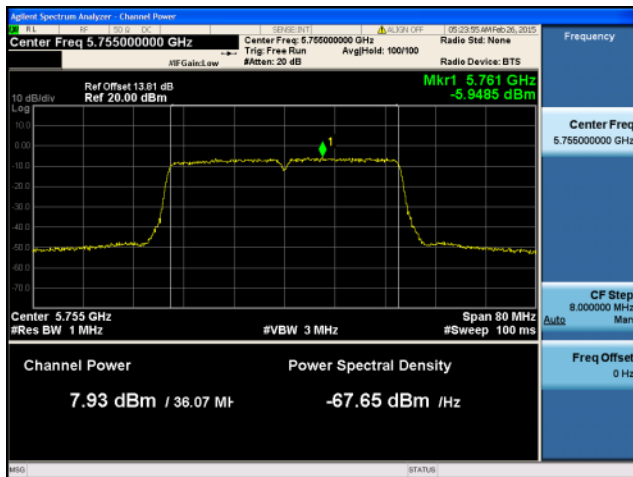 Agilent Spectrum Analyzer - Channel Power
RL RF 50 Ω DC SENSE:INT ALIGN OFF 05:23:55 AM Feb 26, 2015
Center Freq 5.755000000 GHz
Center Freq: 5.755000000 GHz
Radio Std: None
Trig: Free Run Avg|Hold: 100/100
#IFGain:Low #Atten: 20 dB Radio Device: BTS
Frequency
Mkr1 5.761 GHz
-5.9485 dBm
Ref Offset 13.81 dB
10 dB/div Ref 20.00 dBm
Log
10.0
0.00
-10.0
-20.0
-30.0
-40.0
-50.0
-60.0
-70.0
1
Center 5.755 GHz Span 80 MHz
#Res BW 1 MHz #VBW 3 MHz #Sweep 100 ms
Channel Power Power Spectral Density
7.93 dBm / 36.07 MH -67.65 dBm /Hz
Center Freq
5.755000000 GHz
CF Step
8.000000 MHz
Auto Man
Freq Offset
0 Hz
MSG STATUS